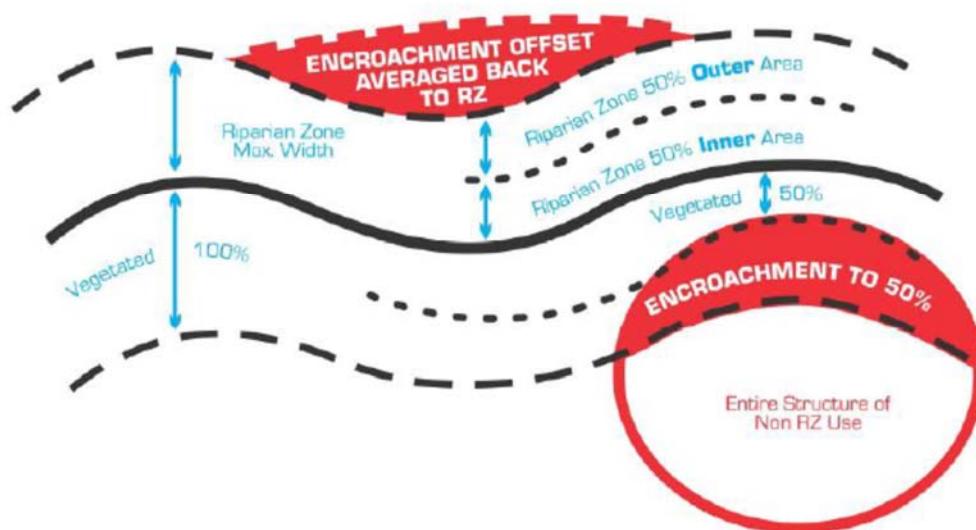 ENCROACHMENT OFFSET
AVERAGED BACK
TO RZ
Riparian Zone
Max. Width
Riparian Zone 50% Outer Area
Riparian Zone 50% Inner Area
Vegetated 50%
Vegetated 100%
ENCROACHMENT TO 50%
Entire Structure of
Non RZ Use